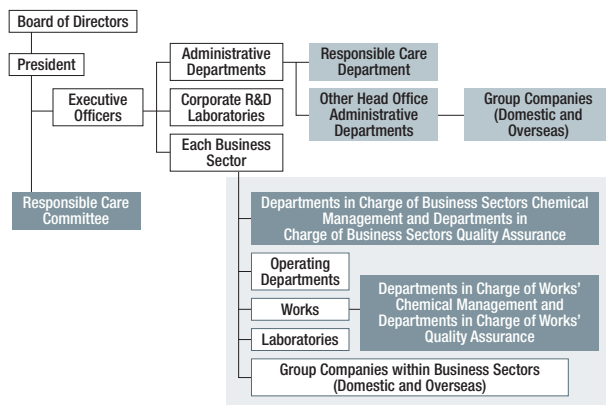 Board of Directors
President
Executive
Officers
Administrative
Departments
Responsible Care
Department
Corporate R&D
Laboratories
Other Head Office
Administrative
Departments
Group Companies
(Domestic and
Overseas)
Each Business
Sector
Responsible Care
Committee
Departments in Charge of Business Sectors Chemical
Management and Departments in
Charge of Business Sectors Quality Assurance
Operating
Departments
Works
Departments in Charge of Works'
Chemical Management and
Departments in Charge of Works'
Quality Assurance
Laboratories
Group Companies within Business Sectors
(Domestic and Overseas)